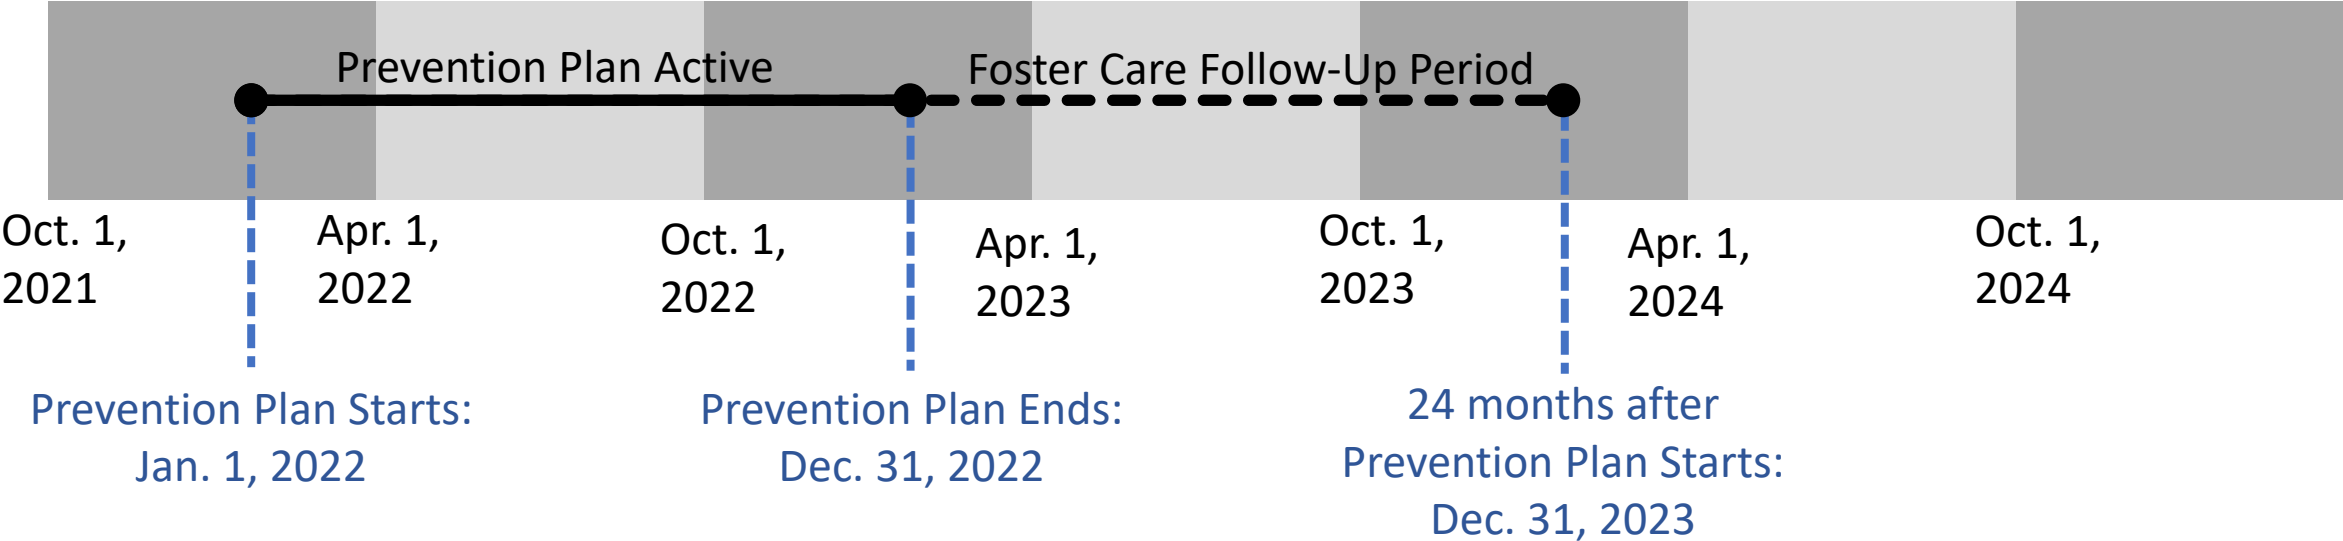 Prevention Plan Active
Foster Care Follow-Up Period
Oct. 1,
2021
Apr. 1,
2022
Oct. 1,
2022
Apr. 1,
2023
Oct. 1,
2023
Apr. 1,
2024
Oct. 1,
2024
Prevention Plan Starts:
Jan. 1, 2022
Prevention Plan Ends:
Dec. 31, 2022
24 months after
Prevention Plan Starts:
Dec. 31, 2023